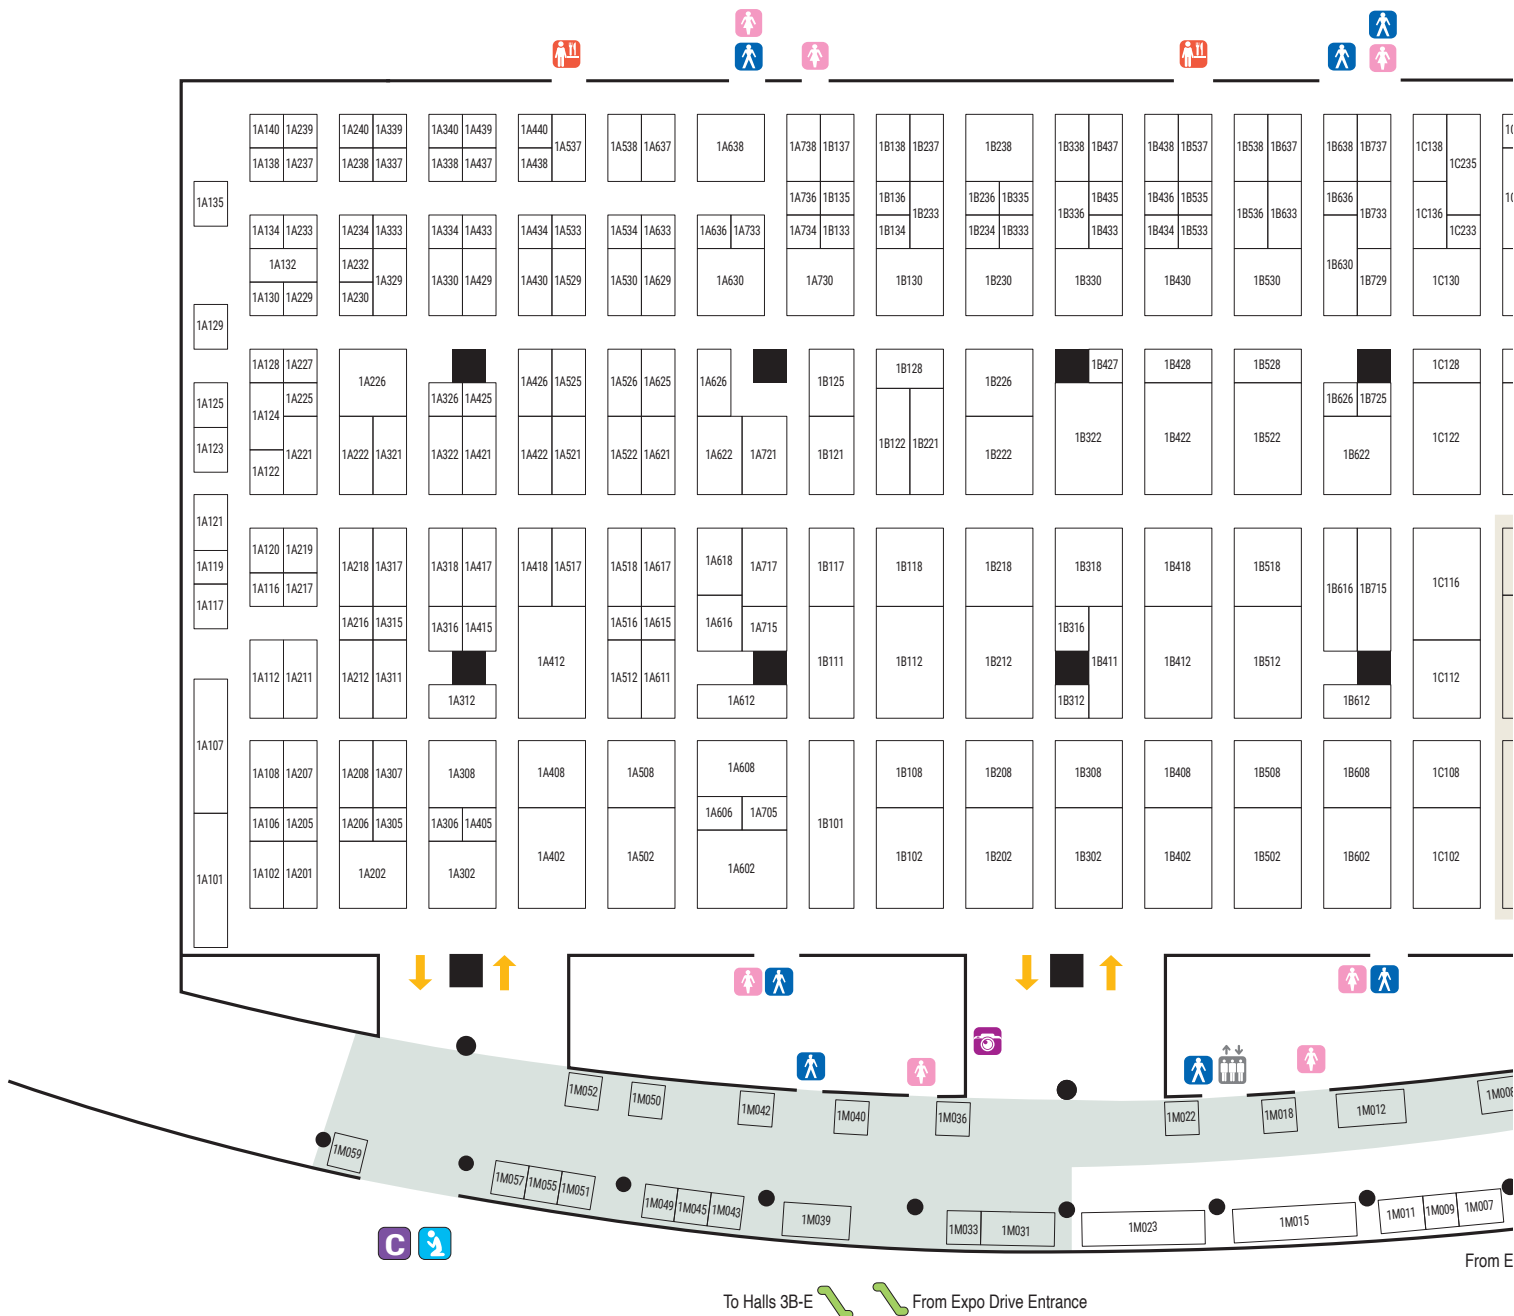 1A140 1A239 1A240 1A339 1A340 1A439 1A440 1A537 1A538 1A637 1A638 1A738 1B137 1B138 1B237 1B238 1B338 1B437 1B438 1B537 1B538 1B637 1B638 1B737 1C138 1C235
1A138 1A237 1A238 1A337 1A338 1A437 1A438
1A135 1A736 1B135 1B136 1B233 1B236 1B335 1B336 1B435 1B436 1B535 1B536 1B633 1B636 1B733 1C136
1A134 1A233 1A234 1A333 1A334 1A433 1A434 1A533 1A534 1A633 1A636 1A733 1A734 1B133 1B134 1B234 1B333 1B433 1B434 1B533 1C233
1A132 1A232 1A329 1A330 1A429 1A430 1A529 1A530 1A629 1A630 1A730 1B130 1B230 1B330 1B430 1B530 1B630 1B729 1C130
1A130 1A229 1A230
1A129
1A128 1A227 1A226 1A426 1A525 1A526 1A625 1A626 1B125 1B128 1B226 1B427 1B428 1B528 1C128
1A125 1A124 1A225 1A326 1A425 1B626 1B725
1A123 1A122 1A221 1A222 1A321 1A322 1A421 1A422 1A521 1A522 1A621 1A622 1A721 1B121 1B122 1B221 1B222 1B322 1B422 1B522 1B622 1C122
1A121
1A120 1A219 1A218 1A317 1A318 1A417 1A418 1A517 1A518 1A617 1A618 1A717 1B117 1B118 1B218 1B318 1B418 1B518 1B616 1B715 1C116
1A119
1A116 1A217
1A117 1A216 1A315 1A316 1A415 1A516 1A615 1A616 1A715 1B316
1A112 1A211 1A212 1A311 1A412 1A512 1A611 1B111 1B112 1B212 1B411 1B412 1B512 1C112
1A312 1A612 1B312 1B612
1A107 1A108 1A207 1A208 1A307 1A308 1A408 1A508 1A608 1B108 1B208 1B308 1B408 1B508 1B608 1C108
1A106 1A205 1A206 1A305 1A306 1A405 1A606 1A705 1B101
1A101 1A102 1A201 1A202 1A302 1A402 1A502 1A602 1B102 1B202 1B302 1B402 1B502 1B602 1C102
1M052 1M050 1M042 1M040 1M036 1M022 1M018 1M012 1M008
1M059
1M057 1M055 1M051 1M049 1M045 1M043 1M039 1M033 1M031 1M023 1M015 1M011 1M009 1M007
C
From E
To Halls 3B-E From Expo Drive Entrance